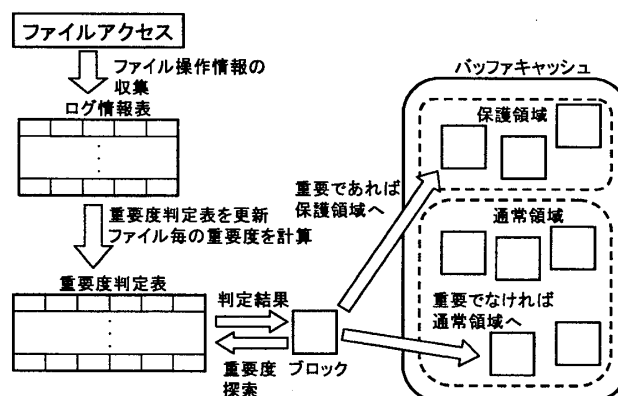 ファイルアクセス
ファイル操作情報の
収集
ログ情報表
重要度判定表を更新
ファイル毎の重要度を計算
重要度判定表
判定結果
重要度
探索
ブロック
重要であれば
保護領域へ
バッファキャッシュ
保護領域
通常領域
重要でなければ
通常領域へ